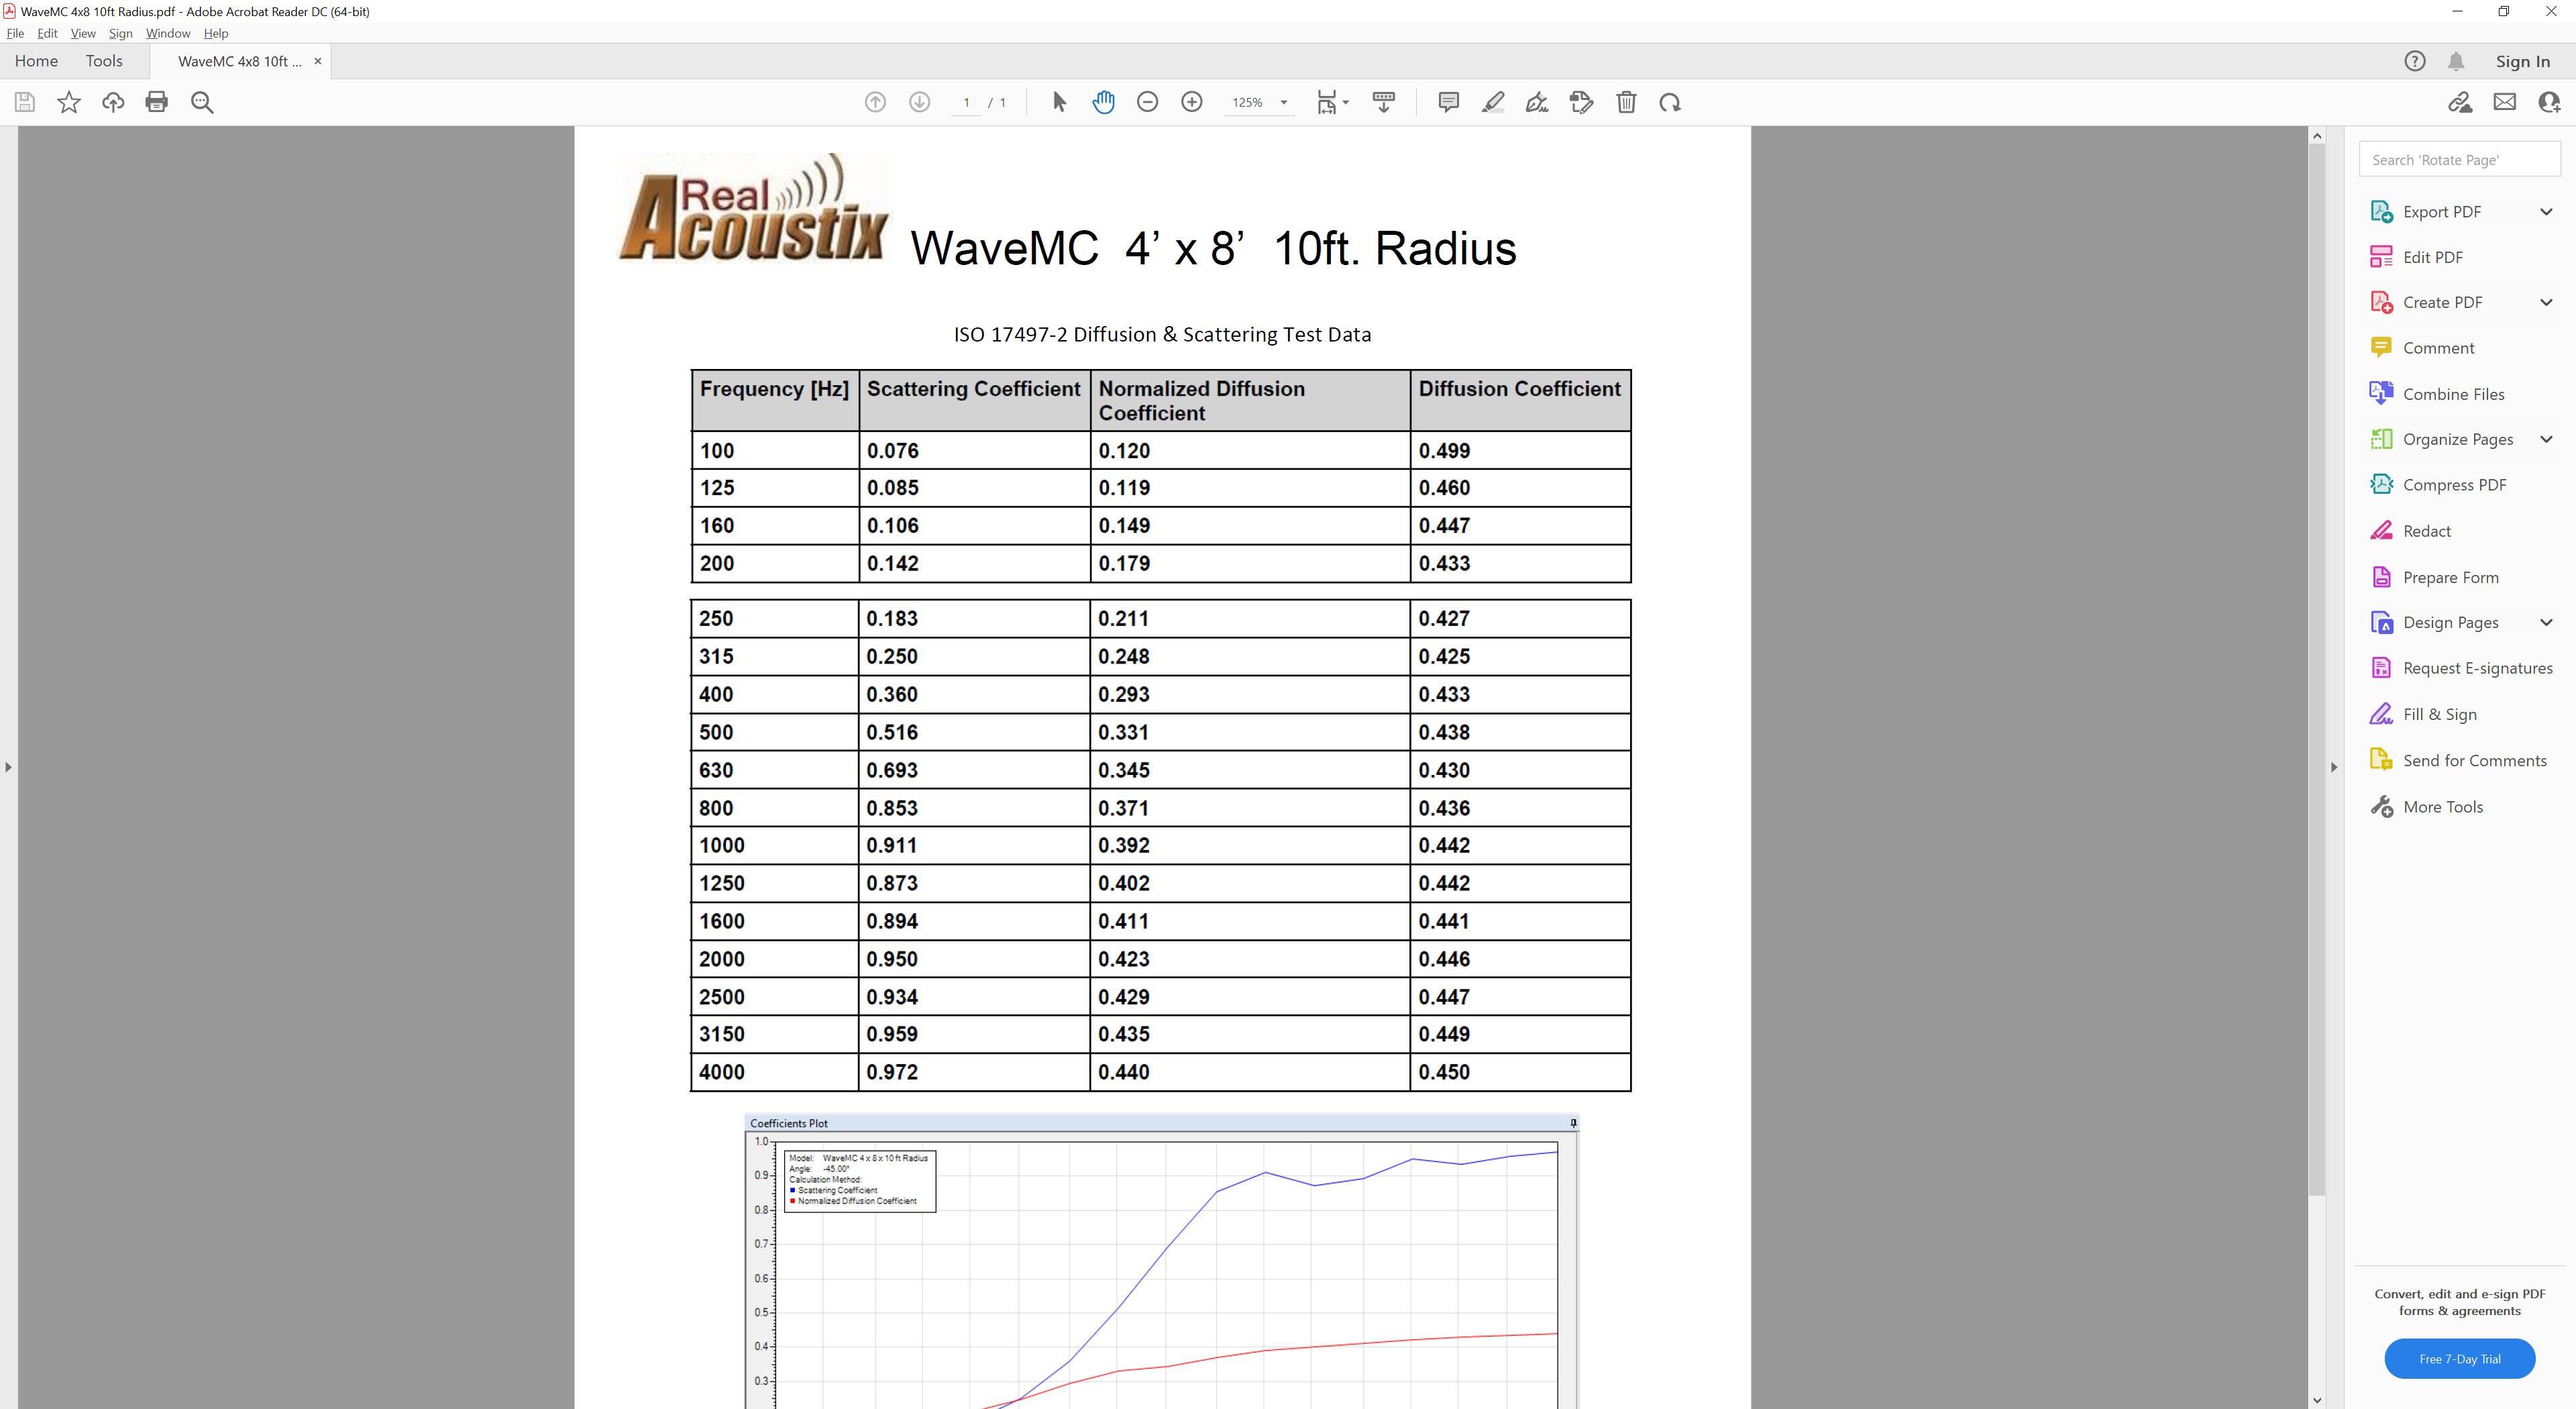 WaveMC 4x8 10ft Radius.pdf - Adobe Acrobat Reader DC (64-bit)
File Edit View Sign Window Help
Home Tools WaveMC 4x8 10ft ... × ? Sign In
1 / 1 125%
Real
Acoustix
WaveMC 4’ x 8’ 10ft. Radius
ISO 17497-2 Diffusion & Scattering Test Data
Frequency [Hz] Scattering Coefficient Normalized Diffusion Coefficient Diffusion Coefficient
100 0.076 0.120 0.499
125 0.085 0.119 0.460
160 0.106 0.149 0.447
200 0.142 0.179 0.433
250 0.183 0.211 0.427
315 0.250 0.248 0.425
400 0.360 0.293 0.433
500 0.516 0.331 0.438
630 0.693 0.345 0.430
800 0.853 0.371 0.436
1000 0.911 0.392 0.442
1250 0.873 0.402 0.442
1600 0.894 0.411 0.441
2000 0.950 0.423 0.446
2500 0.934 0.429 0.447
3150 0.959 0.435 0.449
4000 0.972 0.440 0.450
Coefficients Plot
Model: WaveMC 4 x 8 x 10 ft Radius
Angle: -45.00°
Calculation Method:
Scattering Coefficient
Normalized Diffusion Coefficient
1.0
0.9
0.8
0.7
0.6
0.5
0.4
0.3
Search 'Rotate Page'
Export PDF
Edit PDF
Create PDF
Comment
Combine Files
Organize Pages
Compress PDF
Redact
Prepare Form
Design Pages
Request E-signatures
Fill & Sign
Send for Comments
More Tools
Convert, edit and e-sign PDF
forms & agreements
Free 7-Day Trial